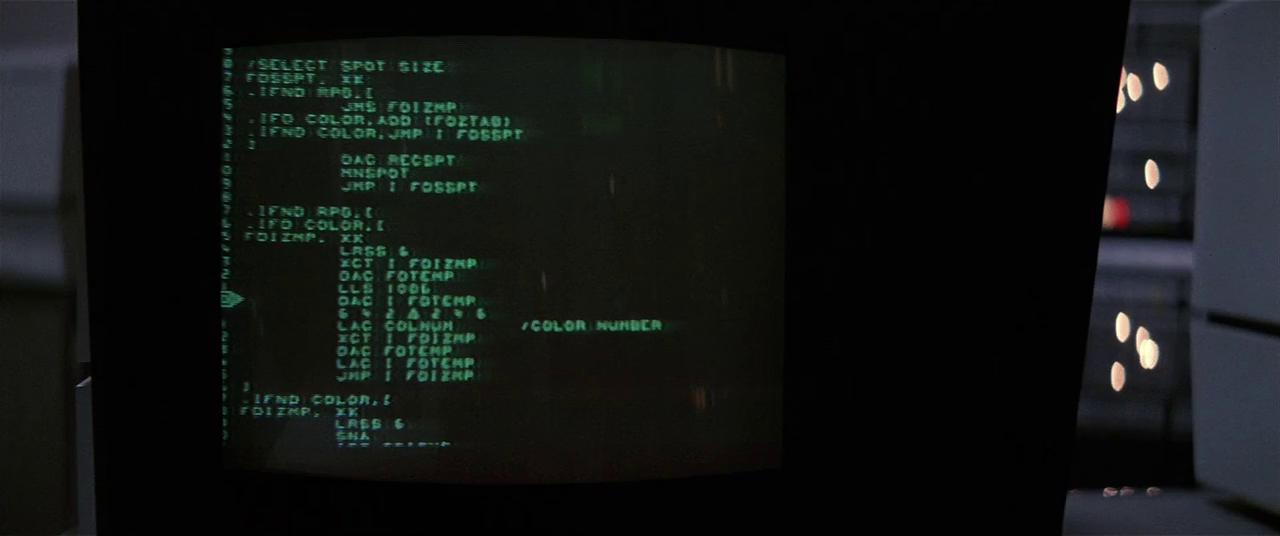 9
8 /SELECT SPOT SIZE
7 FOSSPT, XX
6 .IFND RPG,[
5 JMS FOIZMP
4 .IFD COLOR,ADD (FOZTAB)
3 .IFND COLOR,JMP I FOSSPT
2 ]
1 DAC RECSPT
0 MNSPOT
9 JMP I FOSSPT
8
7 .IFND RPG,[
6 .IFD COLOR,[
5 FOIZMP, XX
4 LRSS 6
3 XCT I FOIZMP
2 DAC FOTEMP
1 LLS 1006
0 DAC I FOTEMP
6 4 2 Δ 2 4 6
1 LAC COLNUM /COLOR NUMBER
2 XCT I FOIZMP
3 DAC FOTEMP
4 LAC I FOTEMP
5 JMP I FOIZMP
6 ]
7 .IFND COLOR,[
8 FOIZMP, XX
9 LRSS 6
0 SNA